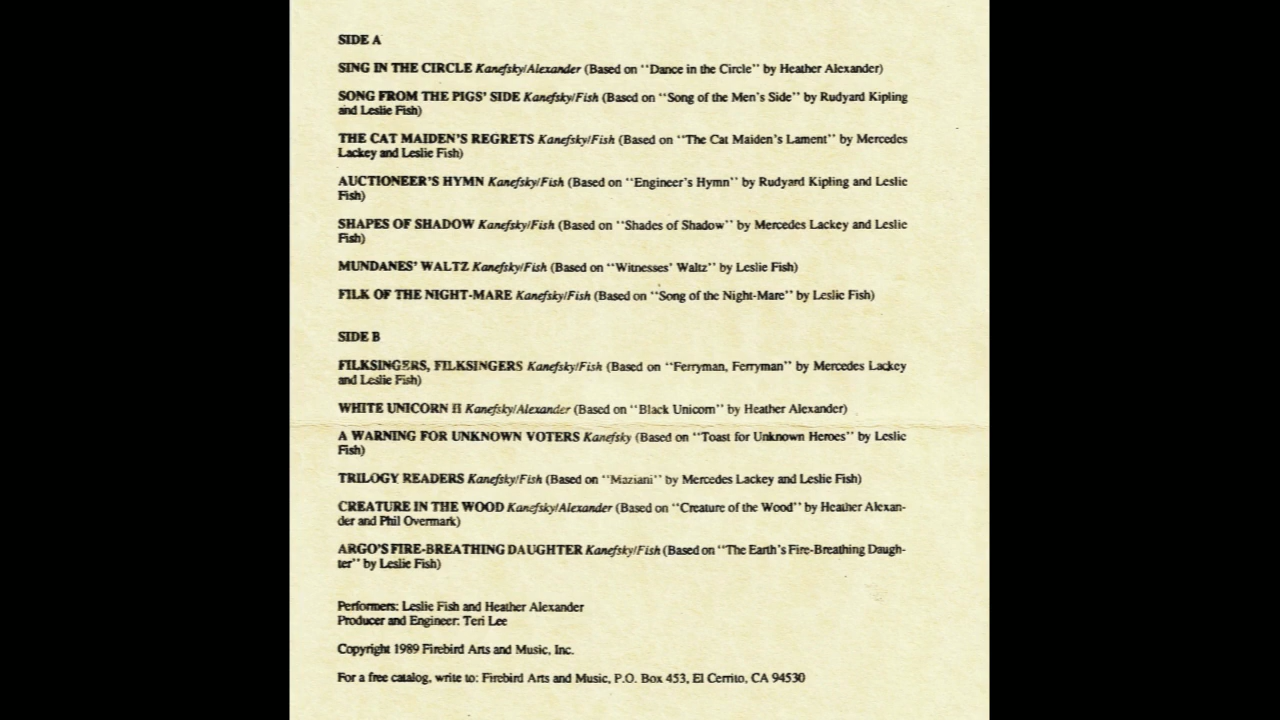 SIDE A
SING IN THE CIRCLE Kanefsky/Alexander (Based on "Dance in the Circle" by Heather Alexander)
SONG FROM THE PIGS' SIDE Kanefsky/Fish (Based on "Song of the Men's Side" by Rudyard Kipling
and Leslie Fish)
THE CAT MAIDEN'S REGRETS Kanefsky/Fish (Based on "The Cat Maiden's Lament" by Mercedes
Lackey and Leslie Fish)
AUCTIONEER'S HYMN Kanefsky/Fish (Based on "Engineer's Hymn" by Rudyard Kipling and Leslie
Fish)
SHAPES OF SHADOW Kanefsky/Fish (Based on "Shades of Shadow" by Mercedes Lackey and Leslie
Fish)
MUNDANES' WALTZ Kanefsky/Fish (Based on "Witnesses' Waltz" by Leslie Fish)
FILK OF THE NIGHT-MARE Kanefsky/Fish (Based on "Song of the Night-Mare" by Leslie Fish)
SIDE B
FILKSINGERS, FILKSINGERS Kanefsky/Fish (Based on "Ferryman, Ferryman" by Mercedes Lackey
and Leslie Fish)
WHITE UNICORN II Kanefsky/Alexander (Based on "Black Unicorn" by Heather Alexander)
A WARNING FOR UNKNOWN VOTERS Kanefsky (Based on "Toast for Unknown Heroes" by Leslie
Fish)
TRILOGY READERS Kanefsky/Fish (Based on "Maziani" by Mercedes Lackey and Leslie Fish)
CREATURE IN THE WOOD Kanefsky/Alexander (Based on "Creature of the Wood" by Heather Alexan-
der and Phil Overmark)
ARGO'S FIRE-BREATHING DAUGHTER Kanefsky/Fish (Based on "The Earth's Fire-Breathing Daugh-
ter" by Leslie Fish)
Performers: Leslie Fish and Heather Alexander
Producer and Engineer: Teri Lee
Copyright 1989 Firebird Arts and Music, Inc.
For a free catalog, write to: Firebird Arts and Music, P.O. Box 453, El Cerrito, CA 94530